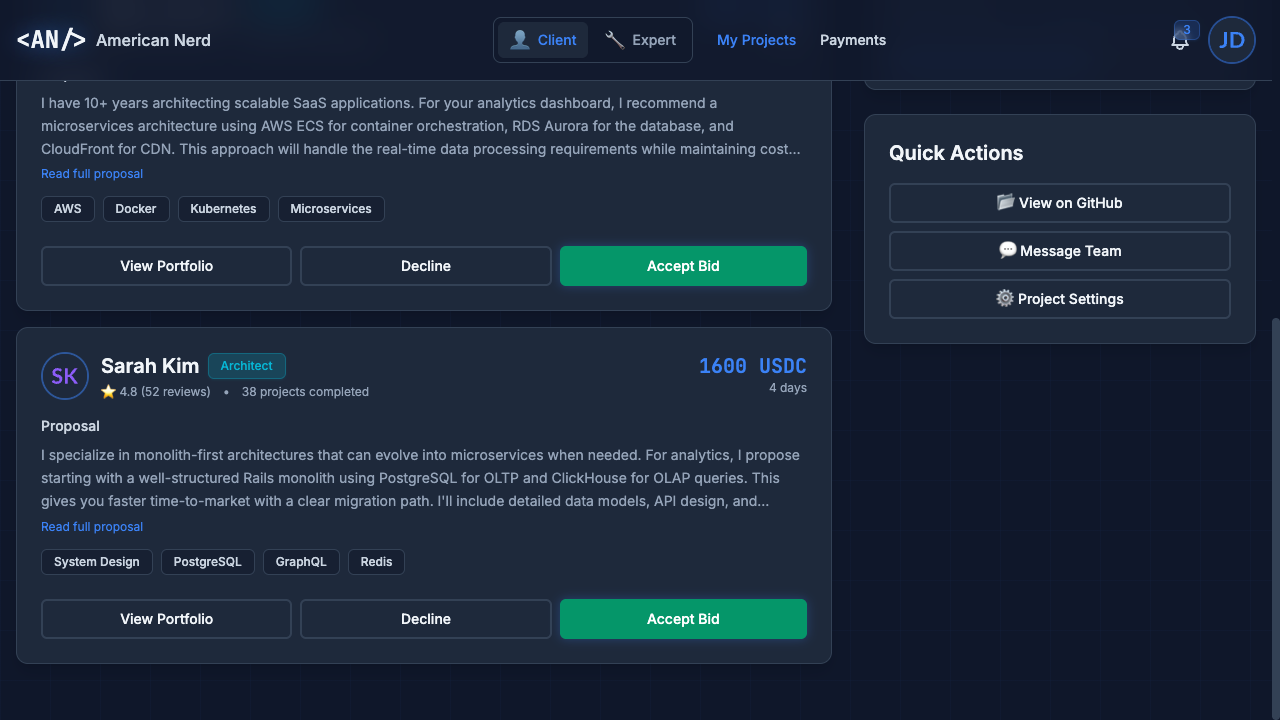 <AN/> American Nerd
Client
Expert
My Projects
Payments
3
JD
I have 10+ years architecting scalable SaaS applications. For your analytics dashboard, I recommend a
microservices architecture using AWS ECS for container orchestration, RDS Aurora for the database, and
CloudFront for CDN. This approach will handle the real-time data processing requirements while maintaining cost...
Read full proposal
AWS
Docker
Kubernetes
Microservices
View Portfolio
Decline
Accept Bid
SK
Sarah Kim
Architect
4.8 (52 reviews) • 38 projects completed
1600 USDC
4 days
Proposal
I specialize in monolith-first architectures that can evolve into microservices when needed. For analytics, I propose
starting with a well-structured Rails monolith using PostgreSQL for OLTP and ClickHouse for OLAP queries. This
gives you faster time-to-market with a clear migration path. I'll include detailed data models, API design, and...
Read full proposal
System Design
PostgreSQL
GraphQL
Redis
View Portfolio
Decline
Accept Bid
Quick Actions
View on GitHub
Message Team
Project Settings